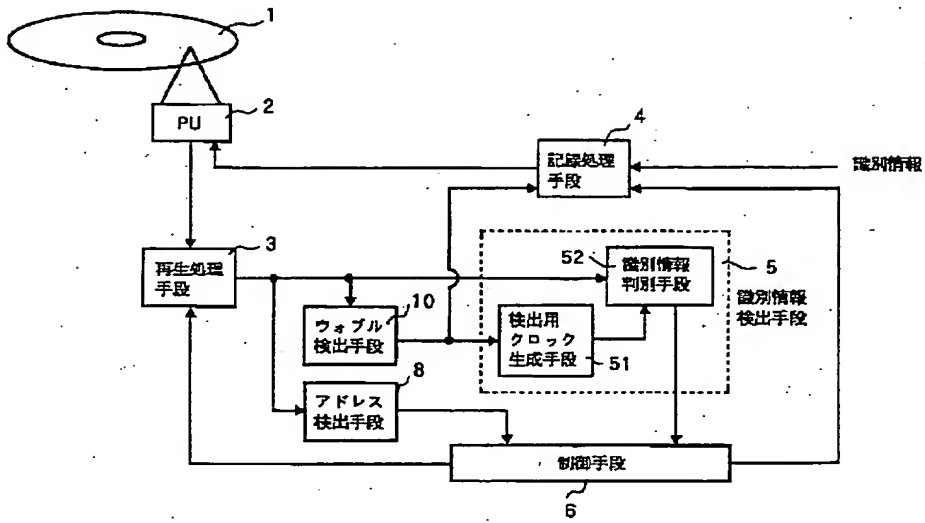 1
PU
2
4
記録処理
手段
識別情報
3
再生処理
手段
52
識別情報
判別手段
5
識別情報
検出手段
10
ウォブル
検出手段
検出用
クロック
生成手段
51
8
アドレス
検出手段
制御手段
6